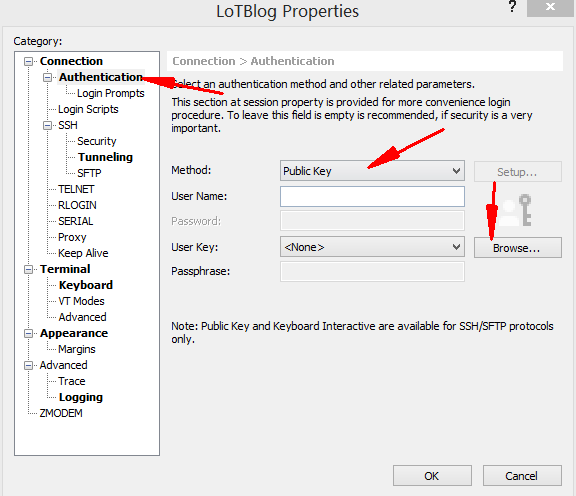 LoTBlog Properties
?
Category:
Connection
Authentication
Login Prompts
Login Scripts
SSH
Security
Tunneling
SFTP
TELNET
RLOGIN
SERIAL
Proxy
Keep Alive
Terminal
Keyboard
VT Modes
Advanced
Appearance
Margins
Advanced
Trace
Logging
ZMODEM
Connection > Authentication
Select an authentication method and other related parameters.
This section at session property is provided for more convenience login
procedure. To leave this field is empty is recommended, if security is a very
important.
Method:
Public Key
Setup...
User Name:
Password:
User Key:
<None>
Browse...
Passphrase:
Note: Public Key and Keyboard Interactive are available for SSH/SFTP protocols
only.
OK
Cancel